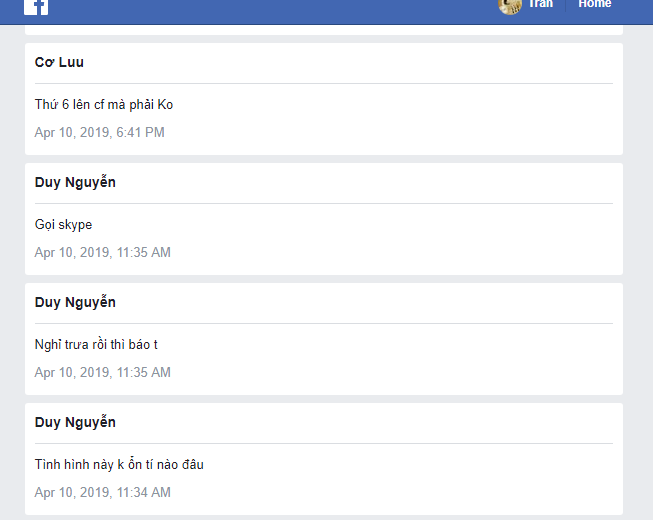 Trần
Home
Cơ Luu
Thứ 6 lên cf mà phải Ko
Apr 10, 2019, 6:41 PM
Duy Nguyễn
Gọi skype
Apr 10, 2019, 11:35 AM
Duy Nguyễn
Nghỉ trưa rồi thì báo t
Apr 10, 2019, 11:35 AM
Duy Nguyễn
Tình hình này k ổn tí nào đâu
Apr 10, 2019, 11:34 AM